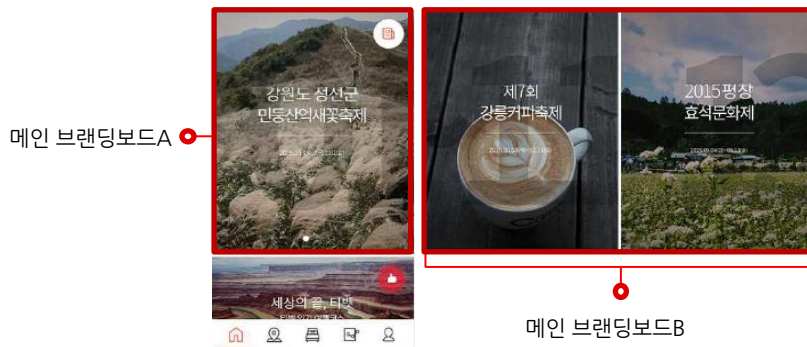 메인 브랜딩보드A
강원도 정선군
민둥산억새꽃축제
제7회
강릉커피축제
2015평창
효석문화제
세상의 끝, 티벳
메인 브랜딩보드B